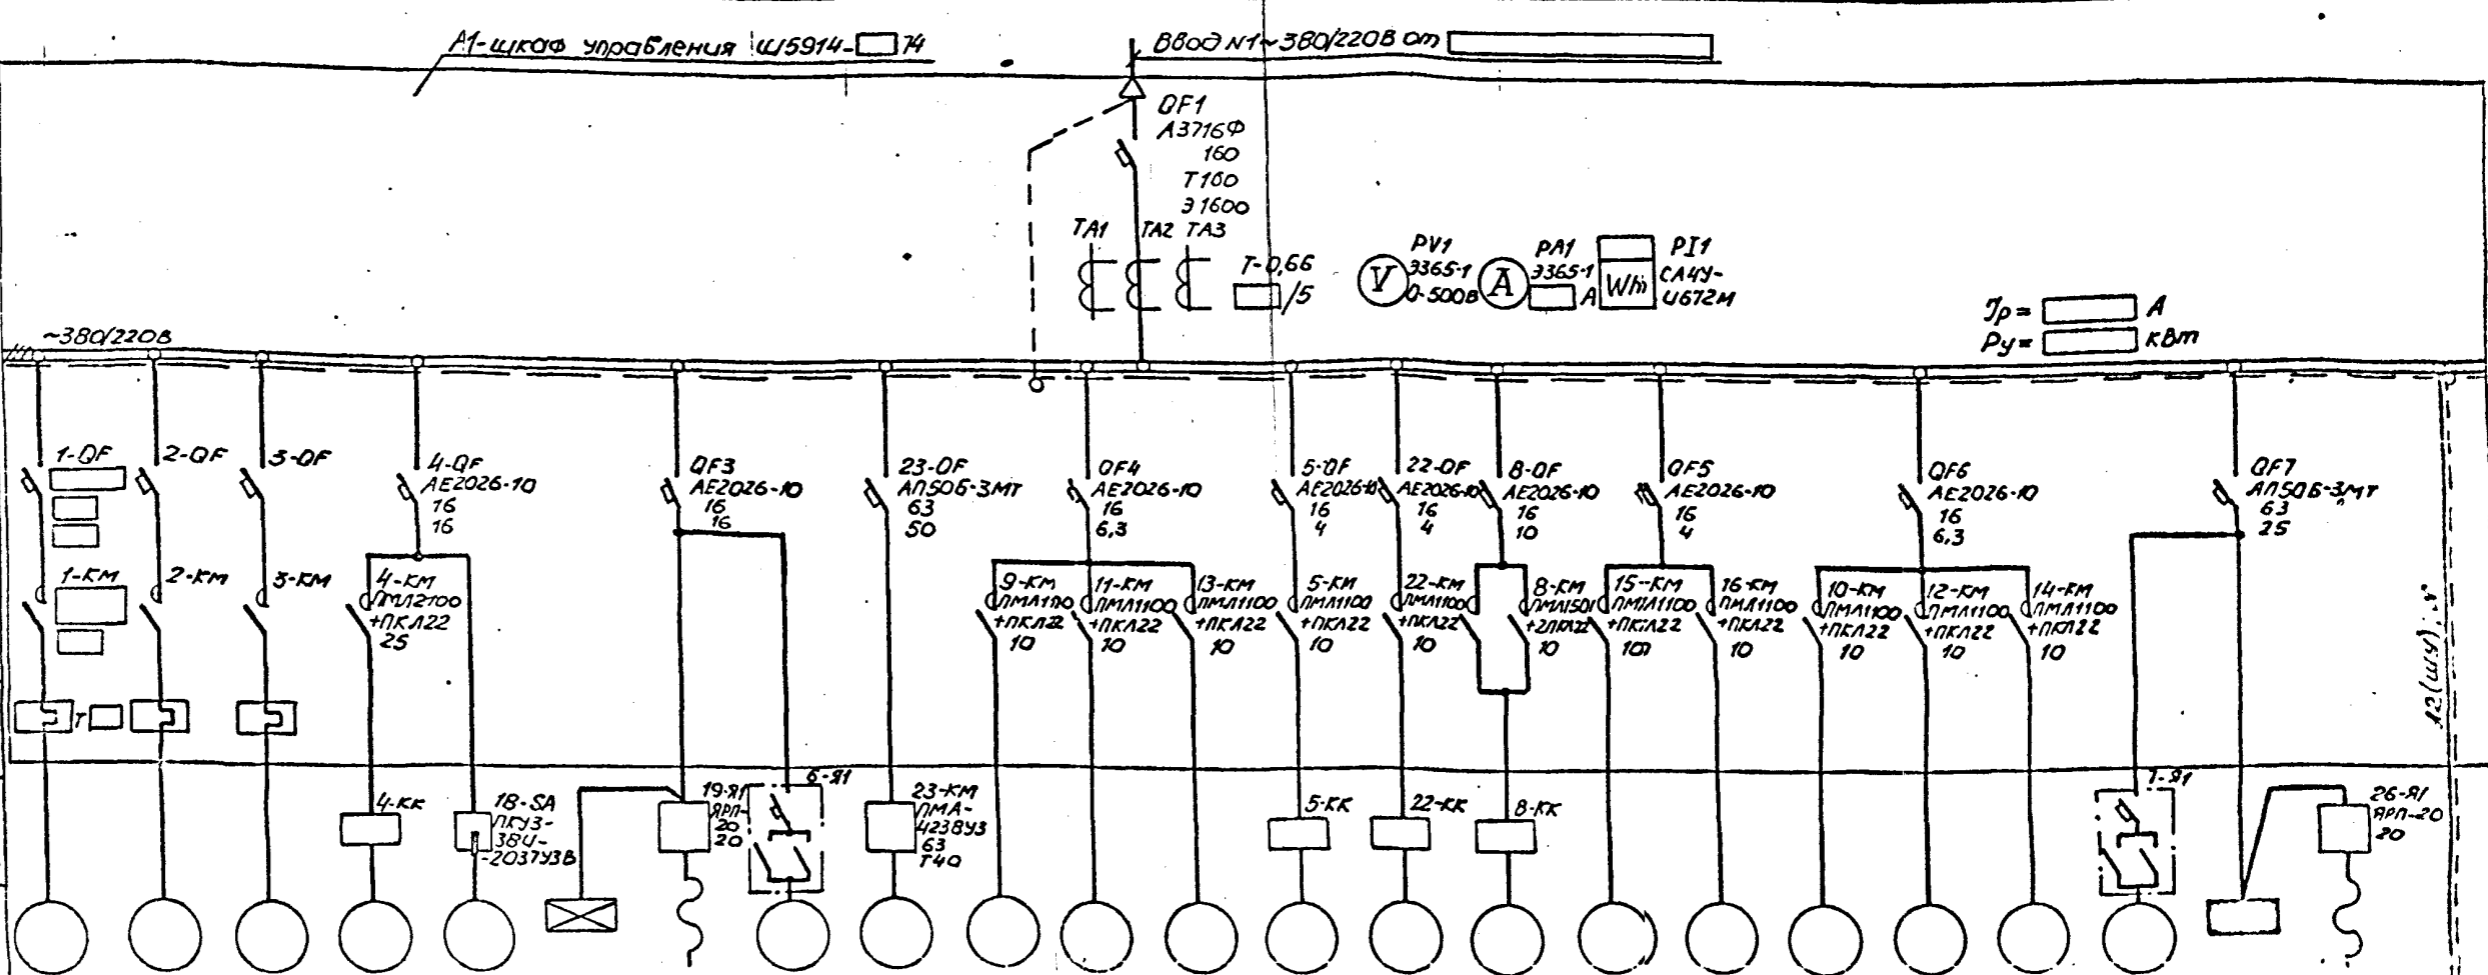 А1-шкаф управления Ш5914-74
Ввод N1~380/220В от
QF1
А3716Ф
160
Т160
Э1600
ТА1
ТА2
ТА3
Т-0,66
/5
PV1
Э365-1
0-500В
V
A
PA1
Э365-1
А
Wh
PI1
СА4У-
И672М
Iр=
А
Ру=
кВт
~380/220В
1-QF
2-QF
3-QF
4-QF
АЕ2026-10
16
16
QF3
АЕ2026-10
16
16
23-QF
АП50Б-3МТ
63
50
QF4
АЕ2026-10
16
6,3
5-QF
АЕ2026-10
16
4
22-QF
АЕ2026-10
16
4
8-QF
АЕ2026-10
16
10
QF5
АЕ2026-10
16
4
QF6
АЕ2026-10
16
6,3
QF7
АП50Б-3МТ
63
25
1-КМ
2-КМ
3-КМ
4-КМ
ПМЛ2100
+ПКЛ22
25
9-КМ
ПМЛ1100
+ПКЛ22
10
11-КМ
ПМЛ1100
+ПКЛ22
10
13-КМ
ПМЛ1100
+ПКЛ22
10
5-КМ
ПМЛ1100
+ПКЛ22
10
22-КМ
ПМЛ1100
+ПКЛ22
10
8-КМ
ПМЛ1501
+2ПКЛ22
10
15-КМ
ПМЛ1100
+ПКЛ22
10
16-КМ
ПМЛ1100
+ПКЛ22
10
10-КМ
ПМЛ1100
+ПКЛ22
10
12-КМ
ПМЛ1100
+ПКЛ22
10
14-КМ
ПМЛ1100
+ПКЛ22
10
Т
4-КК
18-SA
ПКУ3-
38И-
-2037У3В
19-Я1
ЯРП-
20
20
6-Я1
23-КМ
ПМА-
4238У3
63
Т40
5-КК
22-КК
8-КК
7-Я1
26-Я1
ЯРП-20
20